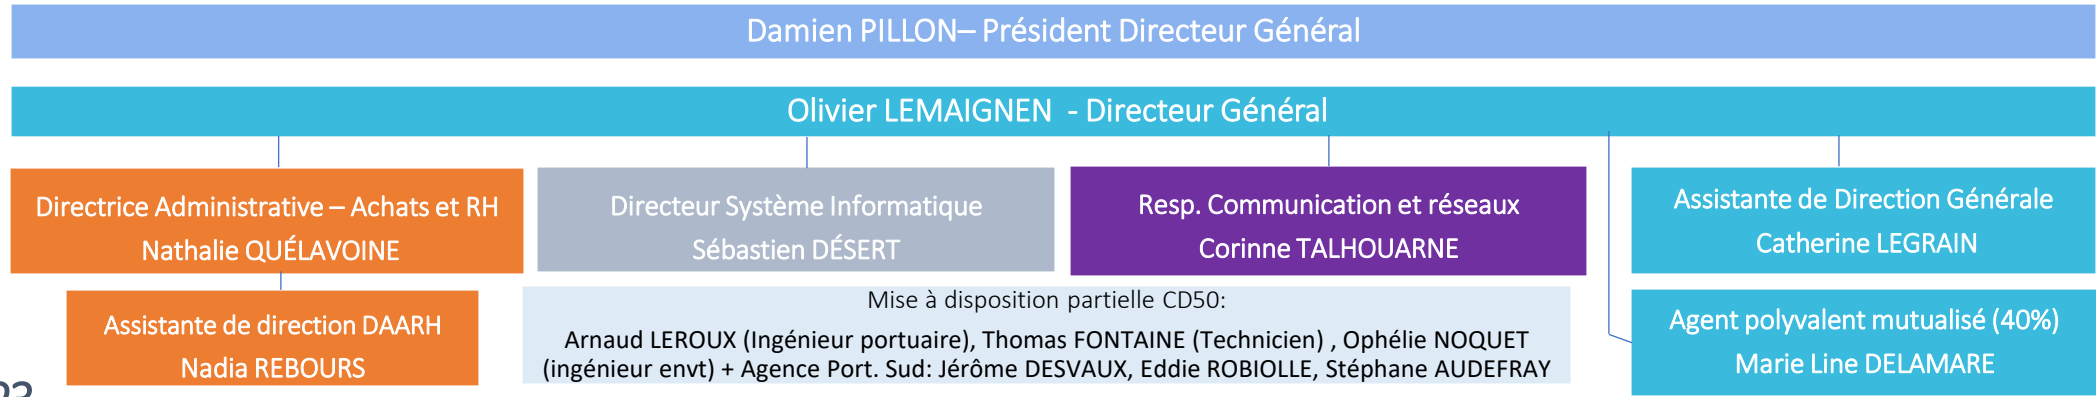 Damien PILLON– Président Directeur Général
Olivier LEMAIGNEN - Directeur Général
Directrice Administrative – Achats et RH
Nathalie QUÉLAVOINE
Directeur Système Informatique
Sébastien DÉSERT
Resp. Communication et réseaux
Corinne TALHOUARNE
Assistante de Direction Générale
Catherine LEGRAIN
Assistante de direction DAARH
Nadia REBOURS
Mise à disposition partielle CD50:
Arnaud LEROUX (Ingénieur portuaire), Thomas FONTAINE (Technicien) , Ophélie NOQUET
(ingénieur envt) + Agence Port. Sud: Jérôme DESVAUX, Eddie ROBIOLLE, Stéphane AUDEFRAY
Agent polyvalent mutualisé (40%)
Marie Line DELAMARE